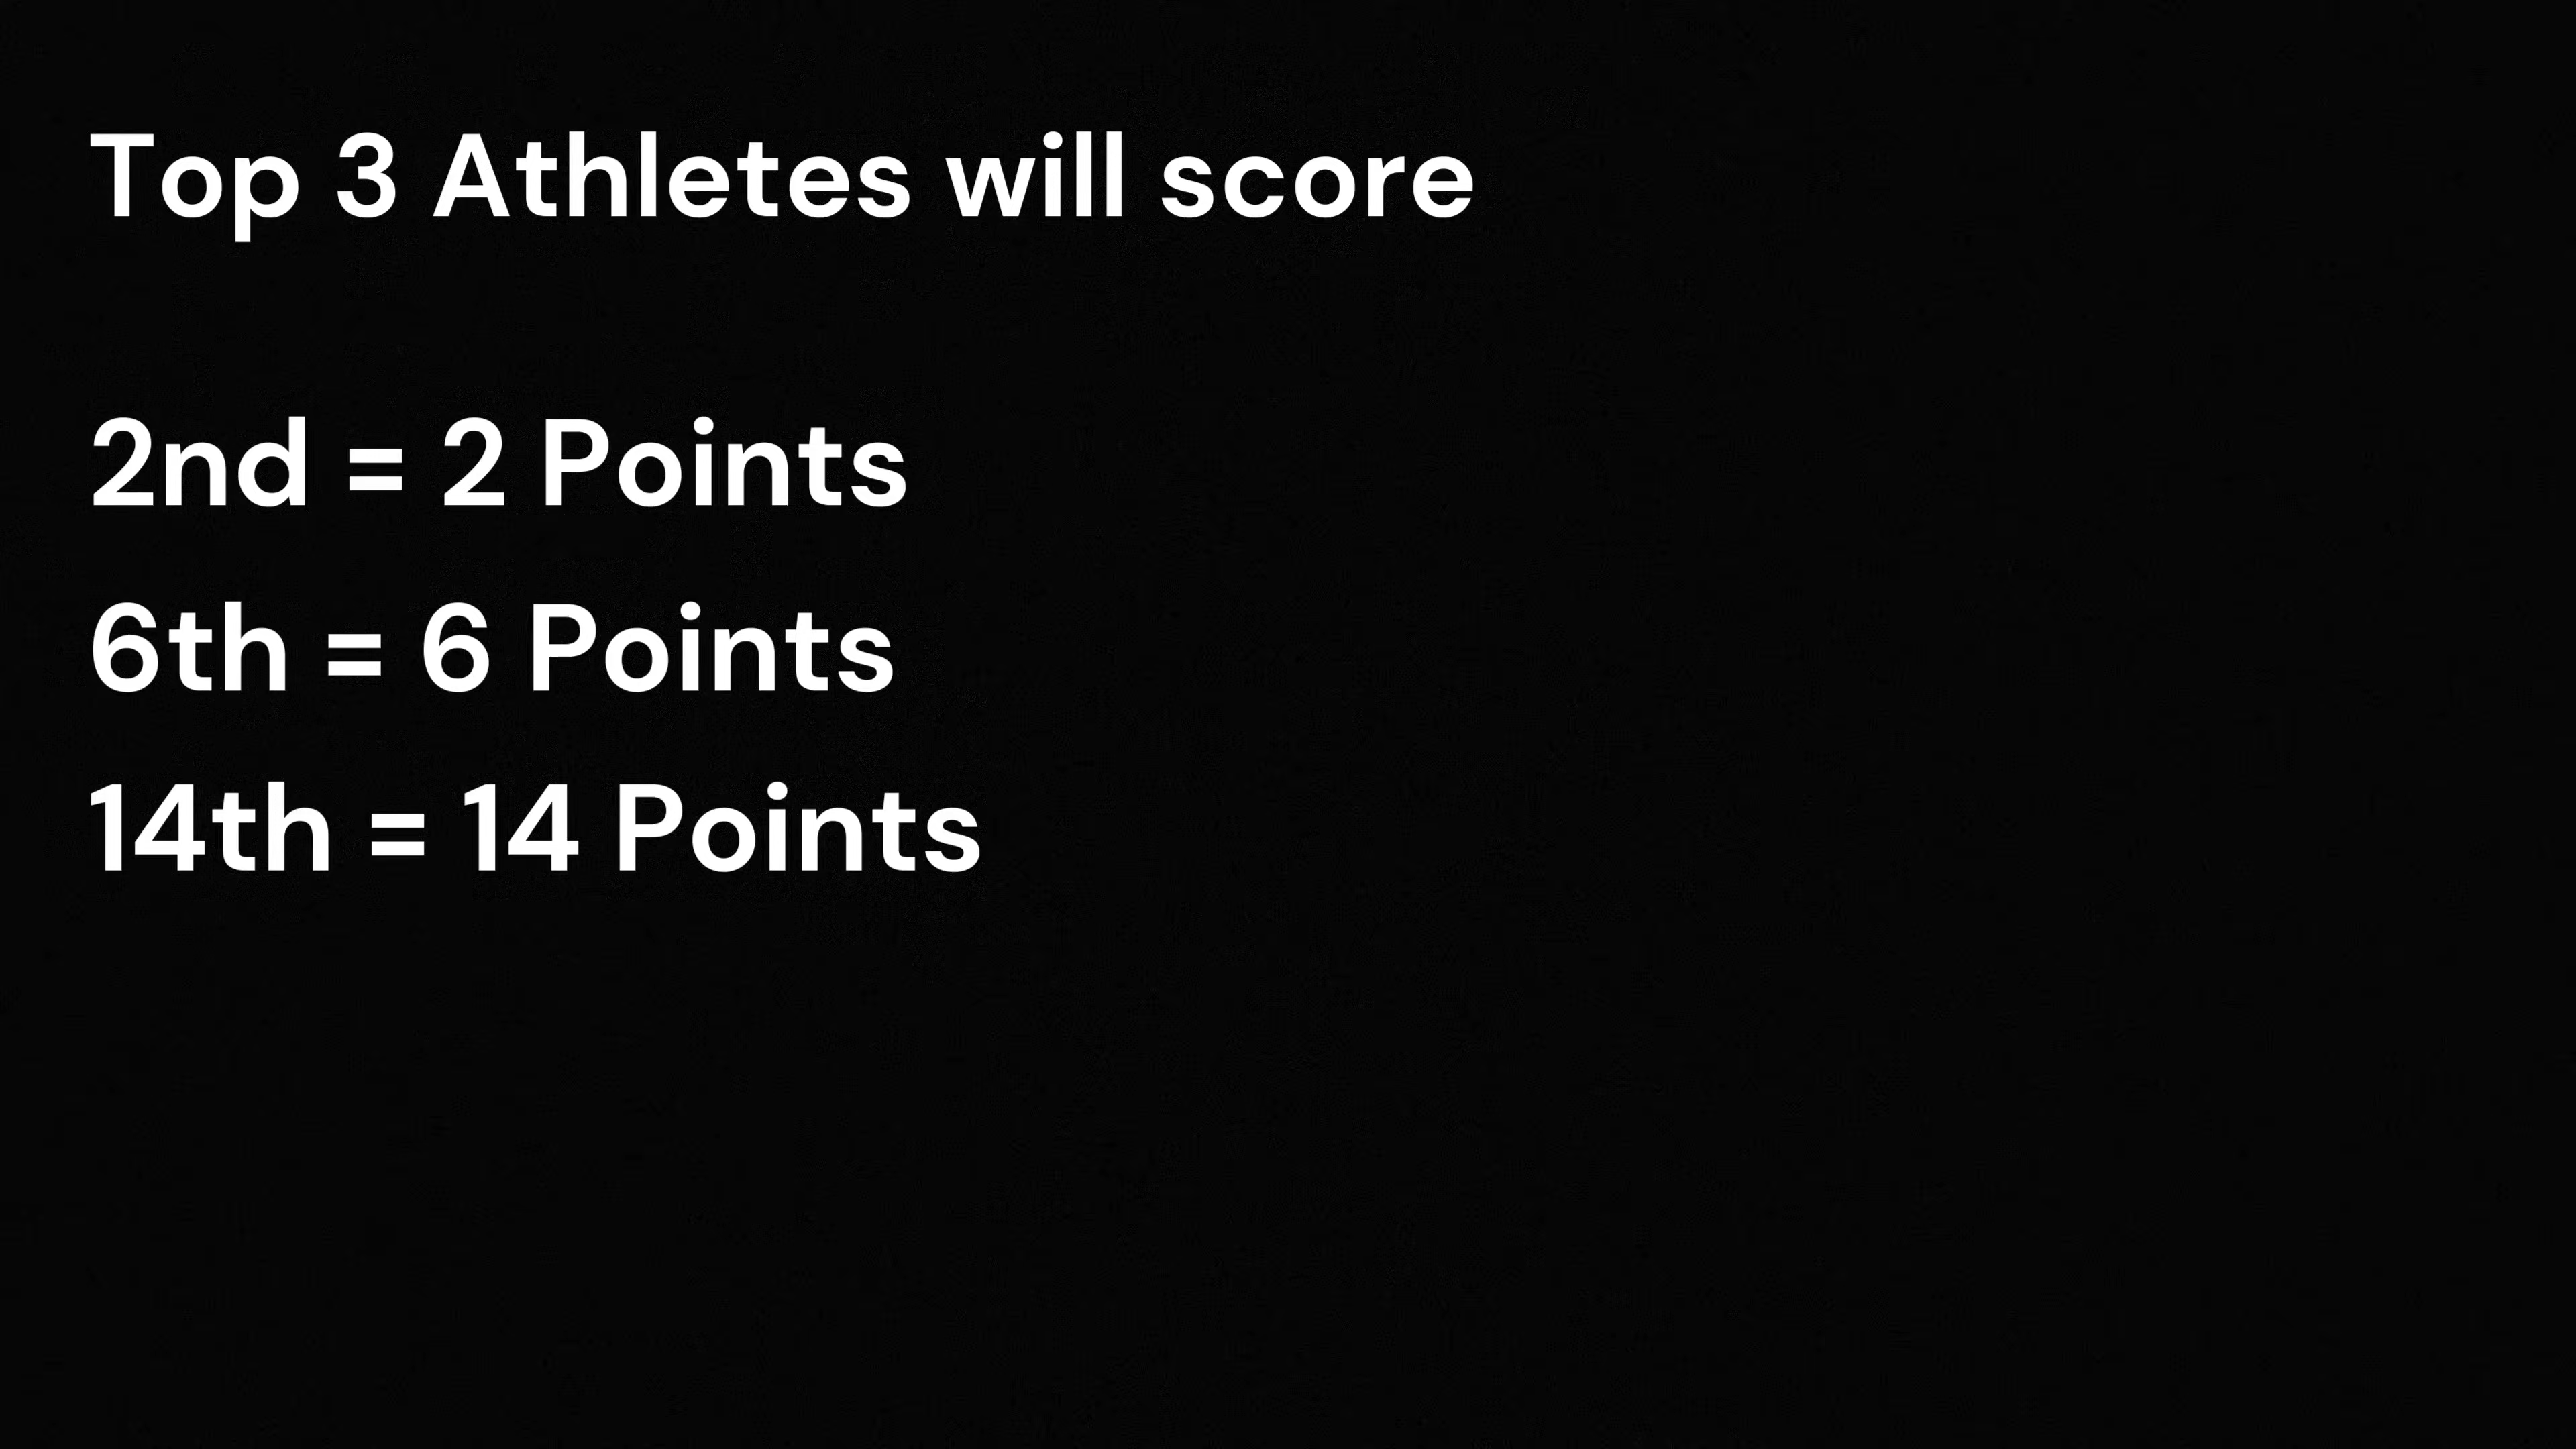 Top 3 Athletes will score
2nd = 2 Points
6th = 6 Points
14th = 14 Points